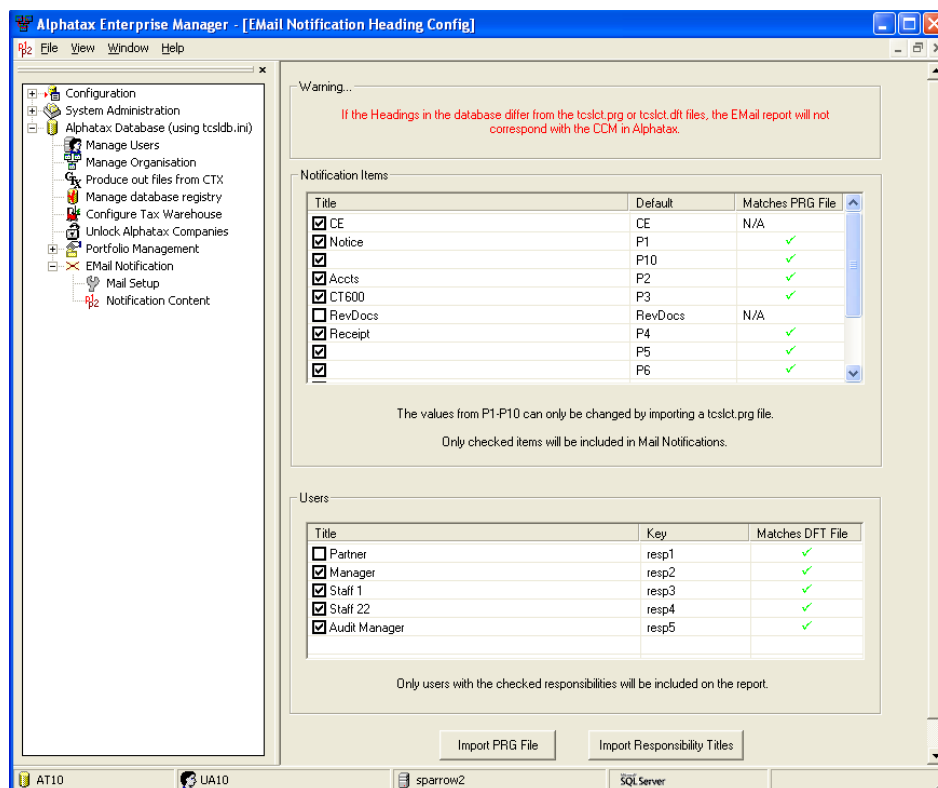 Alphatax Enterprise Manager - [EMail Notification Heading Config]
File View Window Help
Configuration
System Administration
Alphatax Database (using tcsldb.ini)
Manage Users
Manage Organisation
Produce out files from CTX
Manage database registry
Configure Tax Warehouse
Unlock Alphatax Companies
Portfolio Management
EMail Notification
Mail Setup
Notification Content
Warning...
If the Headings in the database differ from the tcslct.prg or tcslct.dft files, the EMail report will not
correspond with the CCM in Alphatax.
Notification Items
Title Default Matches PRG File
CE CE N/A
Notice P1
P10
Accts P2
CT600 P3
RevDocs RevDocs N/A
Receipt P4
P5
P6
The values from P1-P10 can only be changed by importing a tcslct.prg file.
Only checked items will be included in Mail Notifications.
Users
Title Key Matches DFT File
Partner resp1
Manager resp2
Staff 1 resp3
Staff 22 resp4
Audit Manager resp5
Only users with the checked responsibilities will be included on the report.
Import PRG File Import Responsibility Titles
AT10 UA10 sparrow2 SQL Server